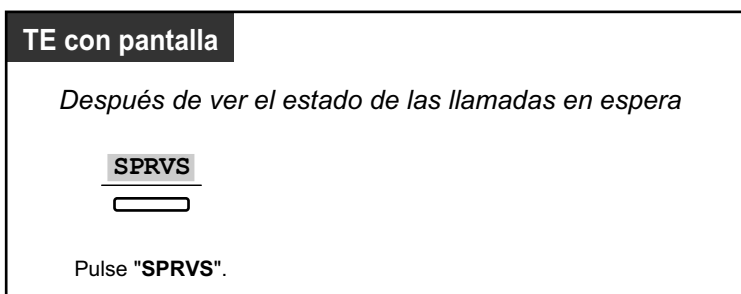 TE con pantalla
Después de ver el estado de las llamadas en espera
SPRVS
Pulse "SPRVS".